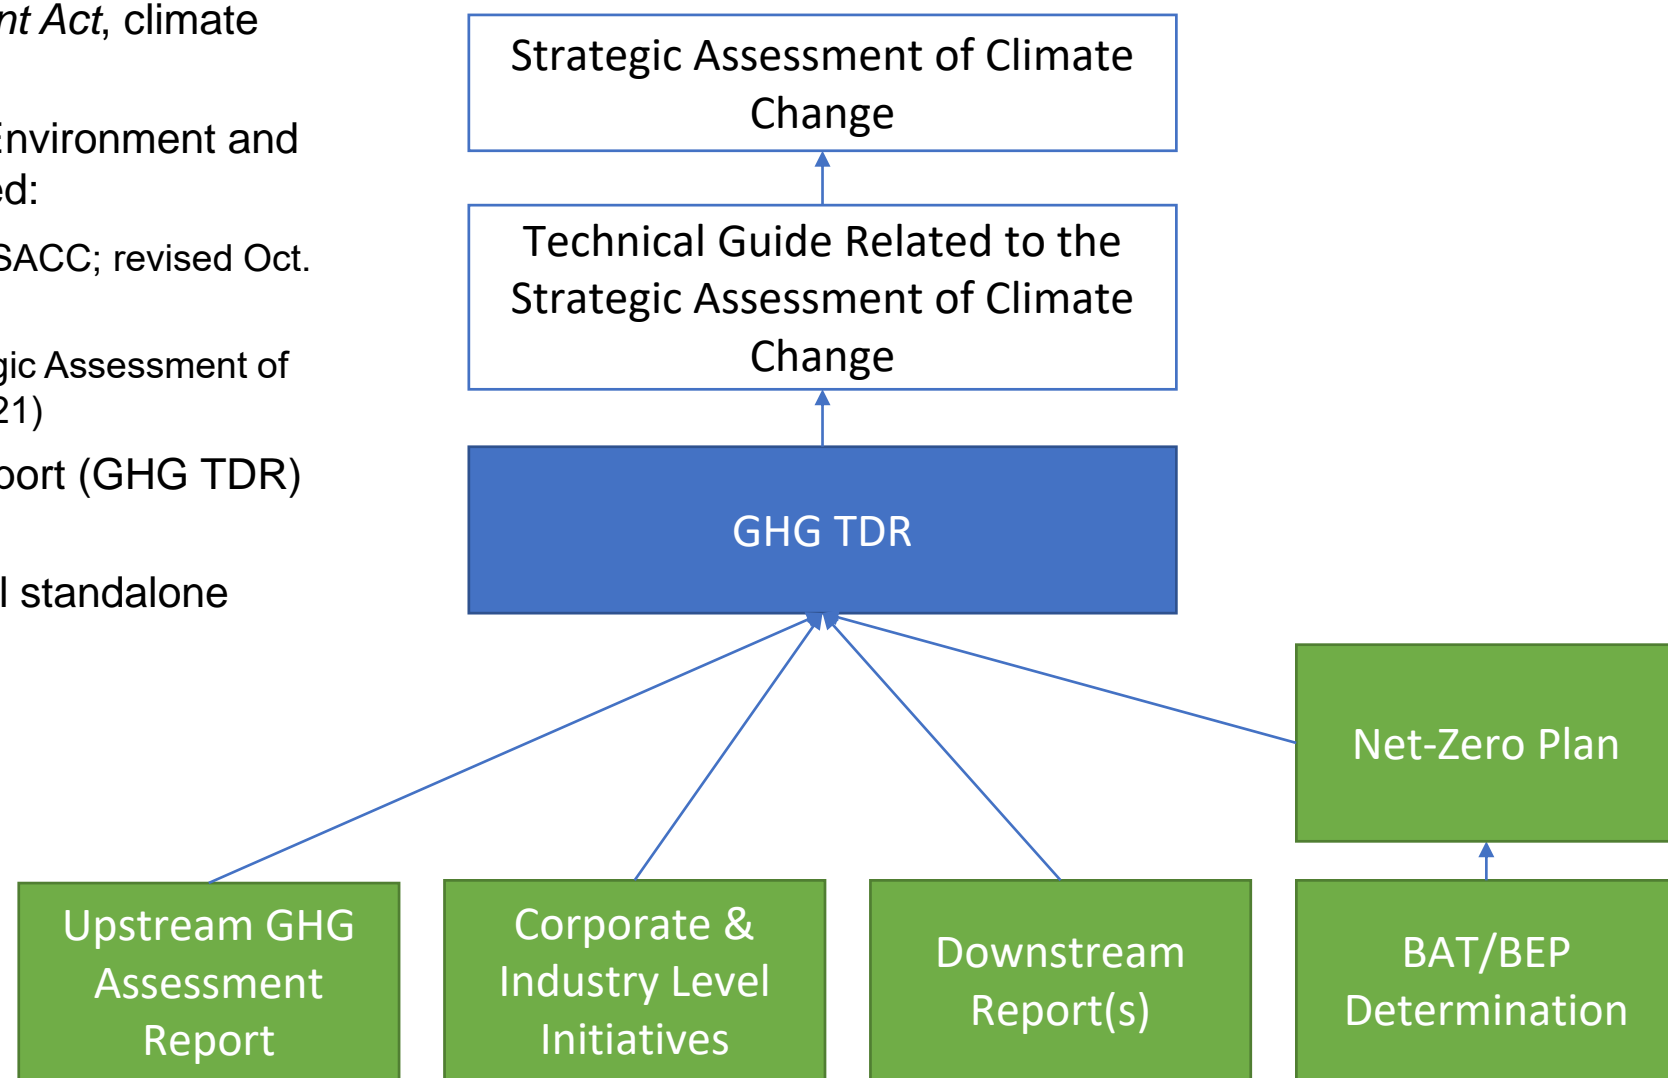 nt Act, climate
Environment and
ed:
SACC; revised Oct.
gic Assessment of
21)
port (GHG TDR)
l standalone
Strategic Assessment of Climate
Change
Technical Guide Related to the
Strategic Assessment of Climate
Change
GHG TDR
Net-Zero Plan
Upstream GHG
Assessment
Report
Corporate &
Industry Level
Initiatives
Downstream
Report(s)
BAT/BEP
Determination